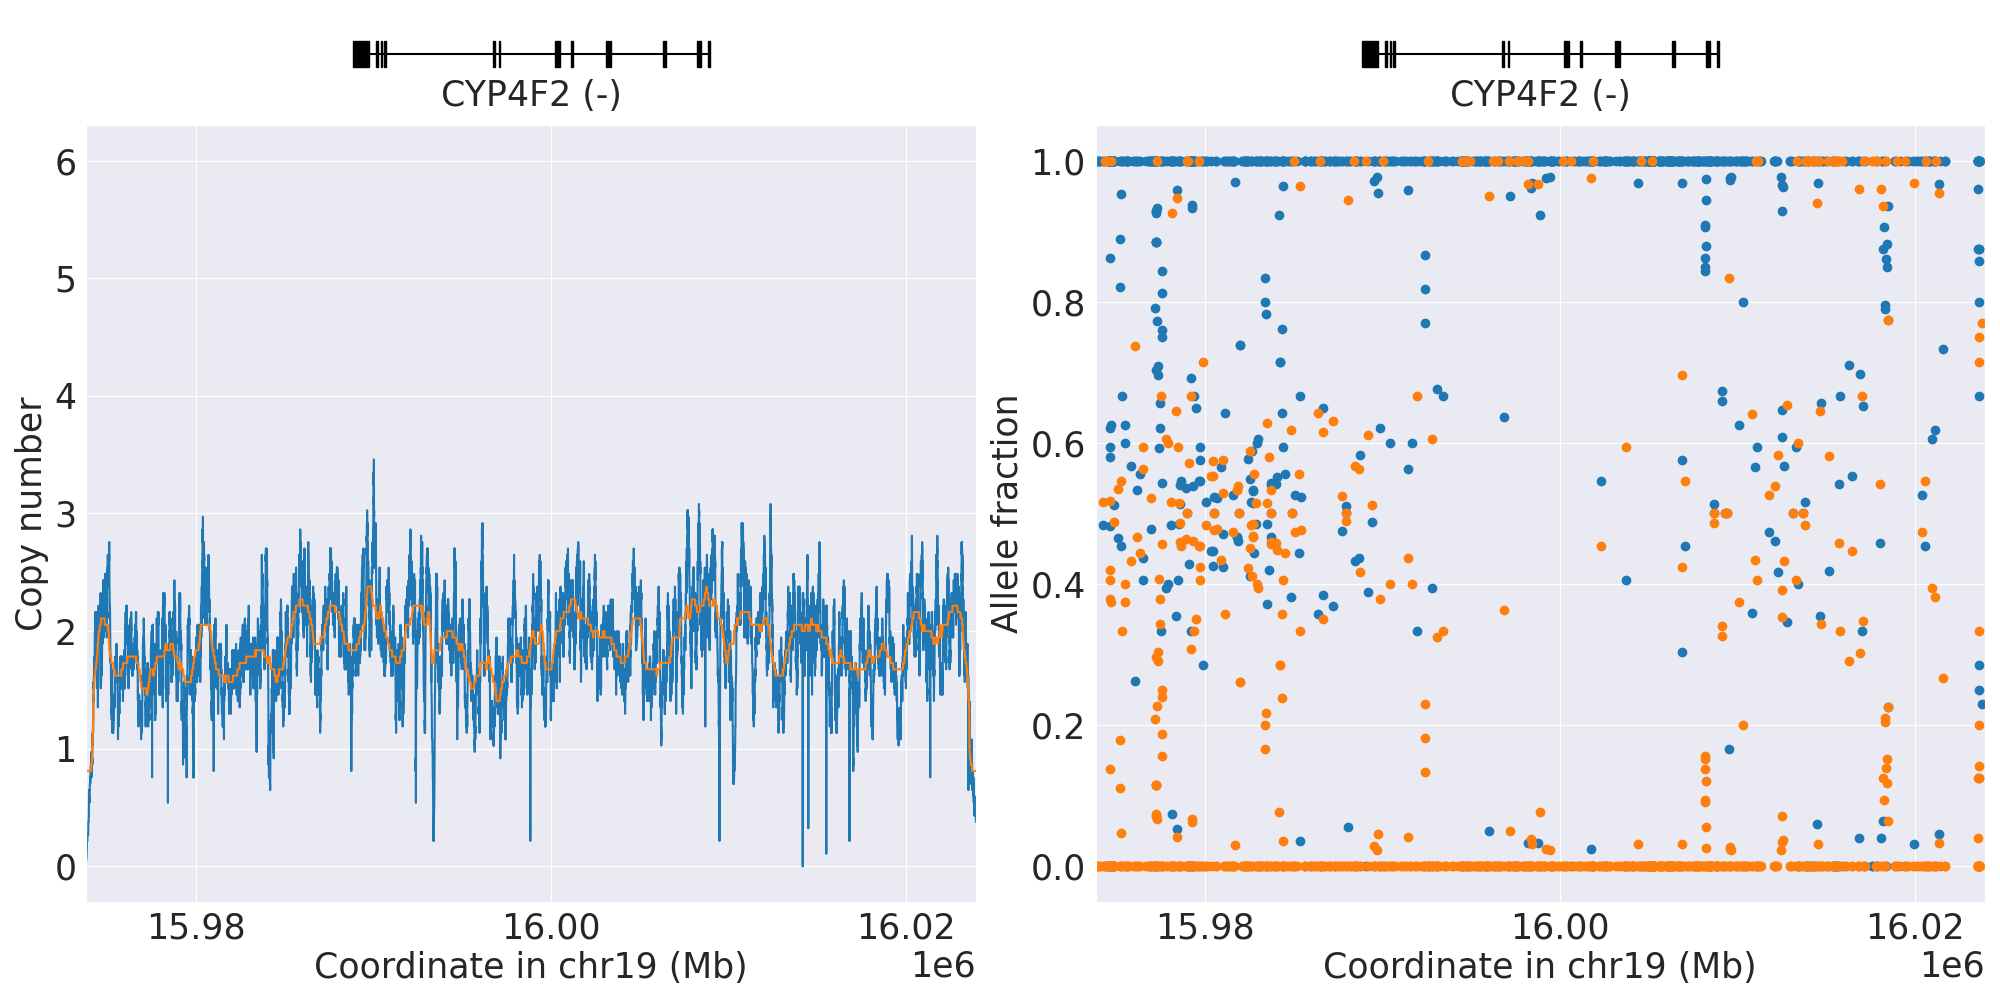 CYP4F2 (-)
6
5
4
3
2
1
0
Copy number
15.98
16.00
16.02
Coordinate in chr19 (Mb)
1e6
CYP4F2 (-)
1.0
0.8
0.6
0.4
0.2
0.0
Allele fraction
15.98
16.00
16.02
Coordinate in chr19 (Mb)
1e6